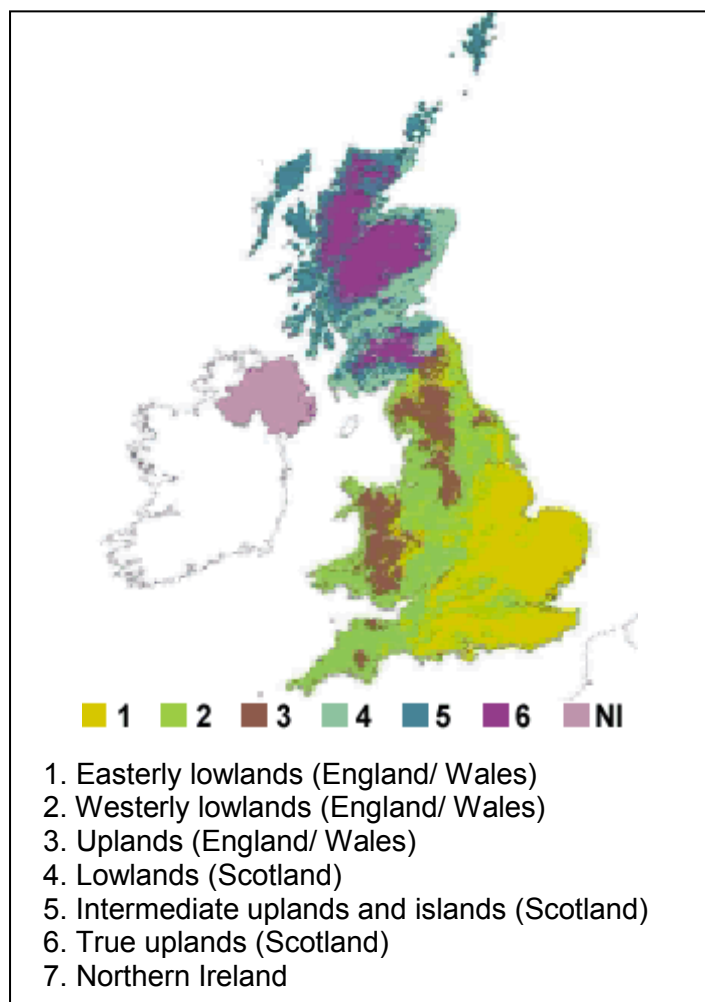 1 2 3 4 5 6 NI
1. Easterly lowlands (England/ Wales)
2. Westerly lowlands (England/ Wales)
3. Uplands (England/ Wales)
4. Lowlands (Scotland)
5. Intermediate uplands and islands (Scotland)
6. True uplands (Scotland)
7. Northern Ireland